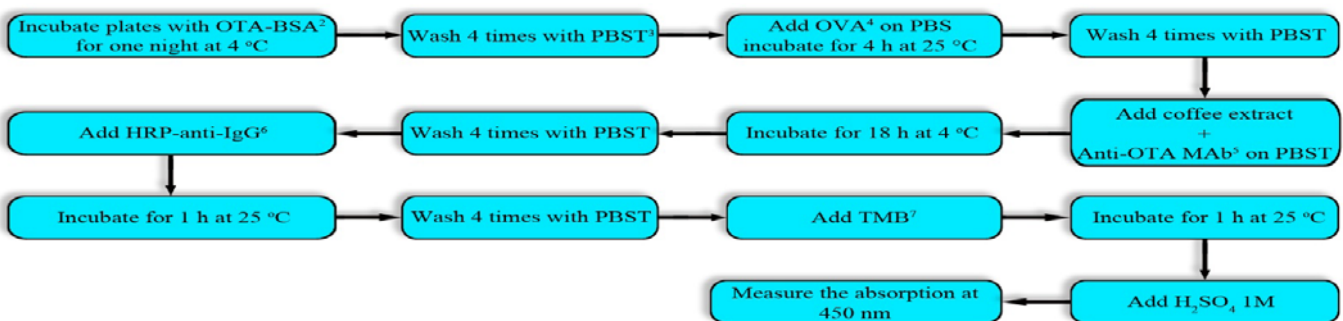 Incubate plates with OTA-BSA²
for one night at 4 °C
Wash 4 times with PBST³
Add OVA⁴ on PBS
incubate for 4 h at 25 °C
Wash 4 times with PBST
Add coffee extract
+
Anti-OTA MAb⁵ on PBST
Incubate for 18 h at 4 °C
Wash 4 times with PBST
Add HRP-anti-IgG⁶
Incubate for 1 h at 25 °C
Wash 4 times with PBST
Add TMB⁷
Incubate for 1 h at 25 °C
Add H₂SO₄ 1M
Measure the absorption at
450 nm